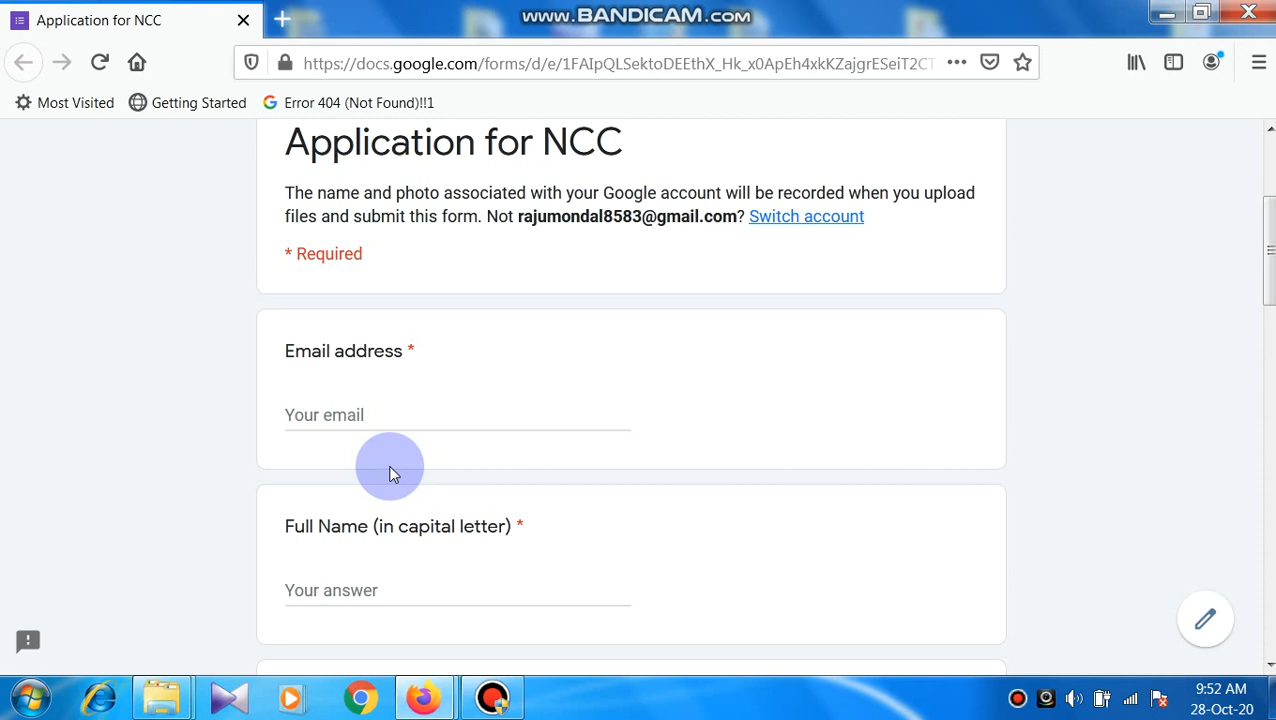 Application for NCC
www.BANDICAM.com
https://docs.google.com/forms/d/e/1FAIpQLSektoDEEthX_Hk_x0ApEh4xkKZajgrESeiT2CT
Most Visited
Getting Started
Error 404 (Not Found)!!1
Application for NCC
The name and photo associated with your Google account will be recorded when you upload
files and submit this form. Not rajumondal8583@gmail.com? Switch account
* Required
Email address *
Your email
Full Name (in capital letter) *
Your answer
9:52 AM
28-Oct-20